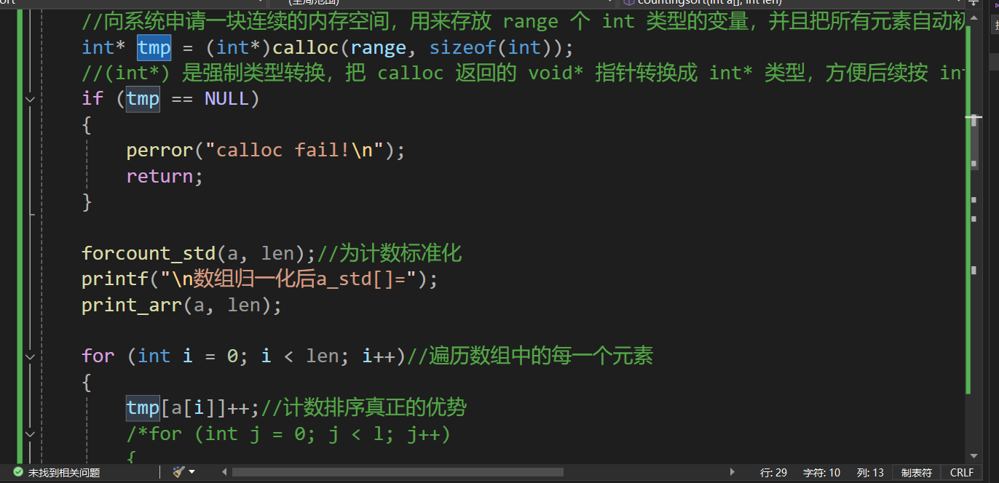 (全局范围)
countingsort(int a[], int len)
//向系统申请一块连续的内存空间，用来存放 range 个 int 类型的变量，并且把所有元素自动初
int* tmp = (int*)calloc(range, sizeof(int));
//(int*) 是强制类型转换，把 calloc 返回的 void* 指针转换成 int* 类型，方便后续按 int
if (tmp == NULL)
{
perror("calloc fail!\n");
return;
}
forcount_std(a, len);//为计数标准化
printf("\n数组归一化后a_std[]=");
print_arr(a, len);
for (int i = 0; i < len; i++)//遍历数组中的每一个元素
{
tmp[a[i]]++;//计数排序真正的优势
/*for (int j = 0; j < l; j++)
{
未找到相关问题 行: 29 字符: 10 列: 13 制表符 CRLF